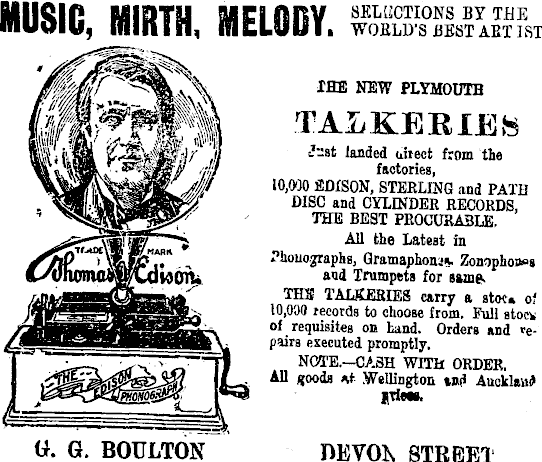 MUSIC, MIRTH, MELODY.
SELECTIONS BY THE
WORLD'S BEST ARTIST
THE NEW PLYMOUTH
TALKERIES
Just landed direct from the
factories,
10,000 EDISON, STERLING and PATH
DISC and CYLINDER RECORDS,
THE BEST PROCURABLE.
All the Latest in
Phonographs, Gramaphones, Zonophones
and Trumpets for same.
THE TALKERIES carry a stock of
10,000 records to choose from. Full stock
of requisites on hand. Orders and re-
pairs executed promptly.
NOTE.—CASH WITH ORDER.
All goods at Wellington and Auckland
prices.
TRADE MARK
Thomas Edison
THE
EDISON
PHONOGRAPH
G. G. BOULTON
DEVON STREET